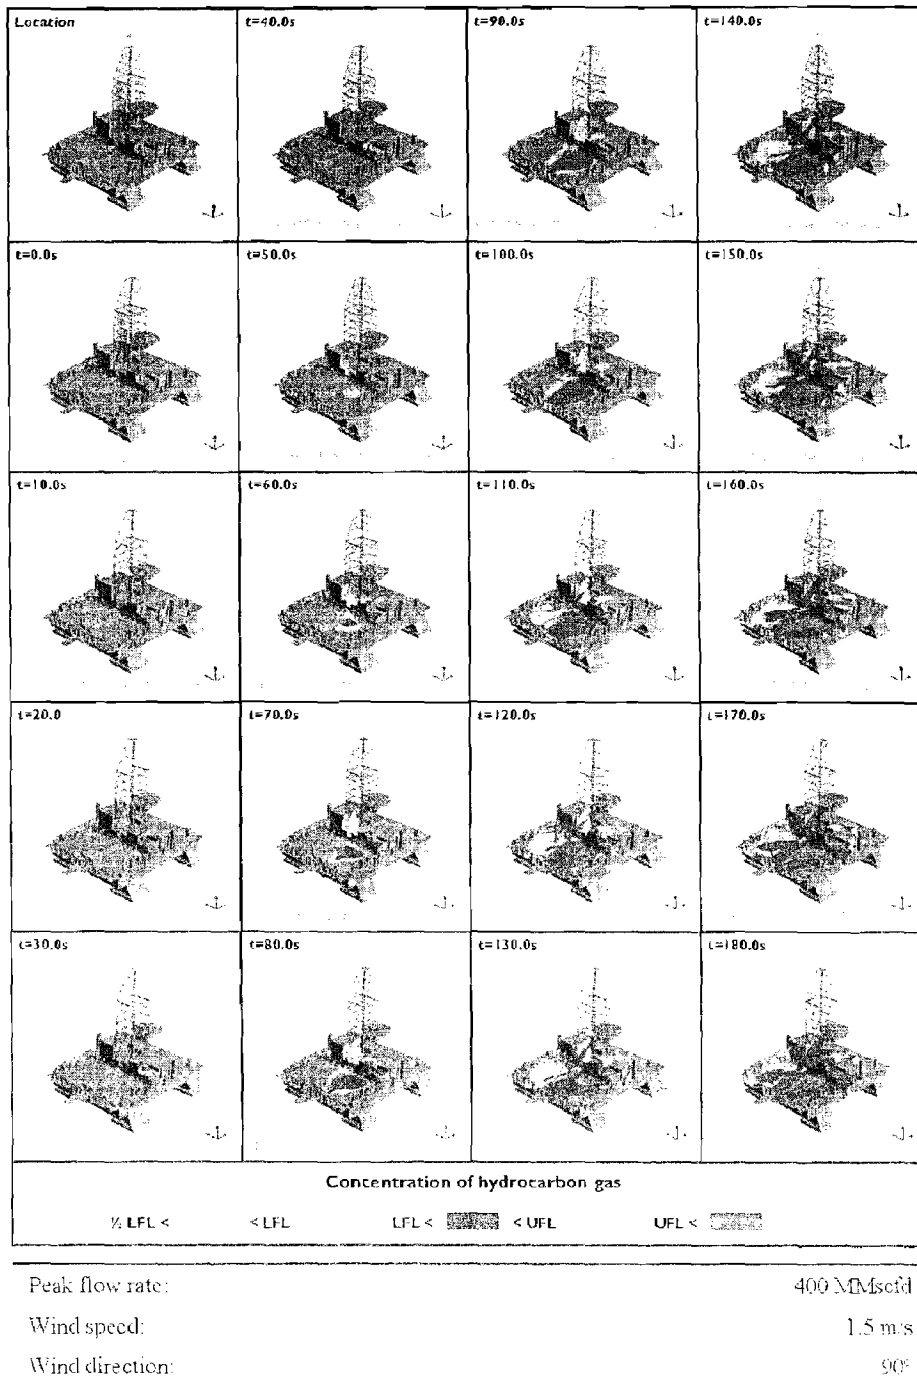 Location t=40.0s t=90.0s t=140.0s
t=0.0s t=50.0s t=100.0s t=150.0s
t=10.0s t=60.0s t=110.0s t=160.0s
t=20.0 t=70.0s t=120.0s t=170.0s
t=30.0s t=80.0s t=130.0s t=180.0s
Concentration of hydrocarbon gas
½ LFL < < LFL LFL < < UFL UFL <
Peak flow rate: 400 MMscfd
Wind speed: 1.5 m/s
Wind direction: 90°